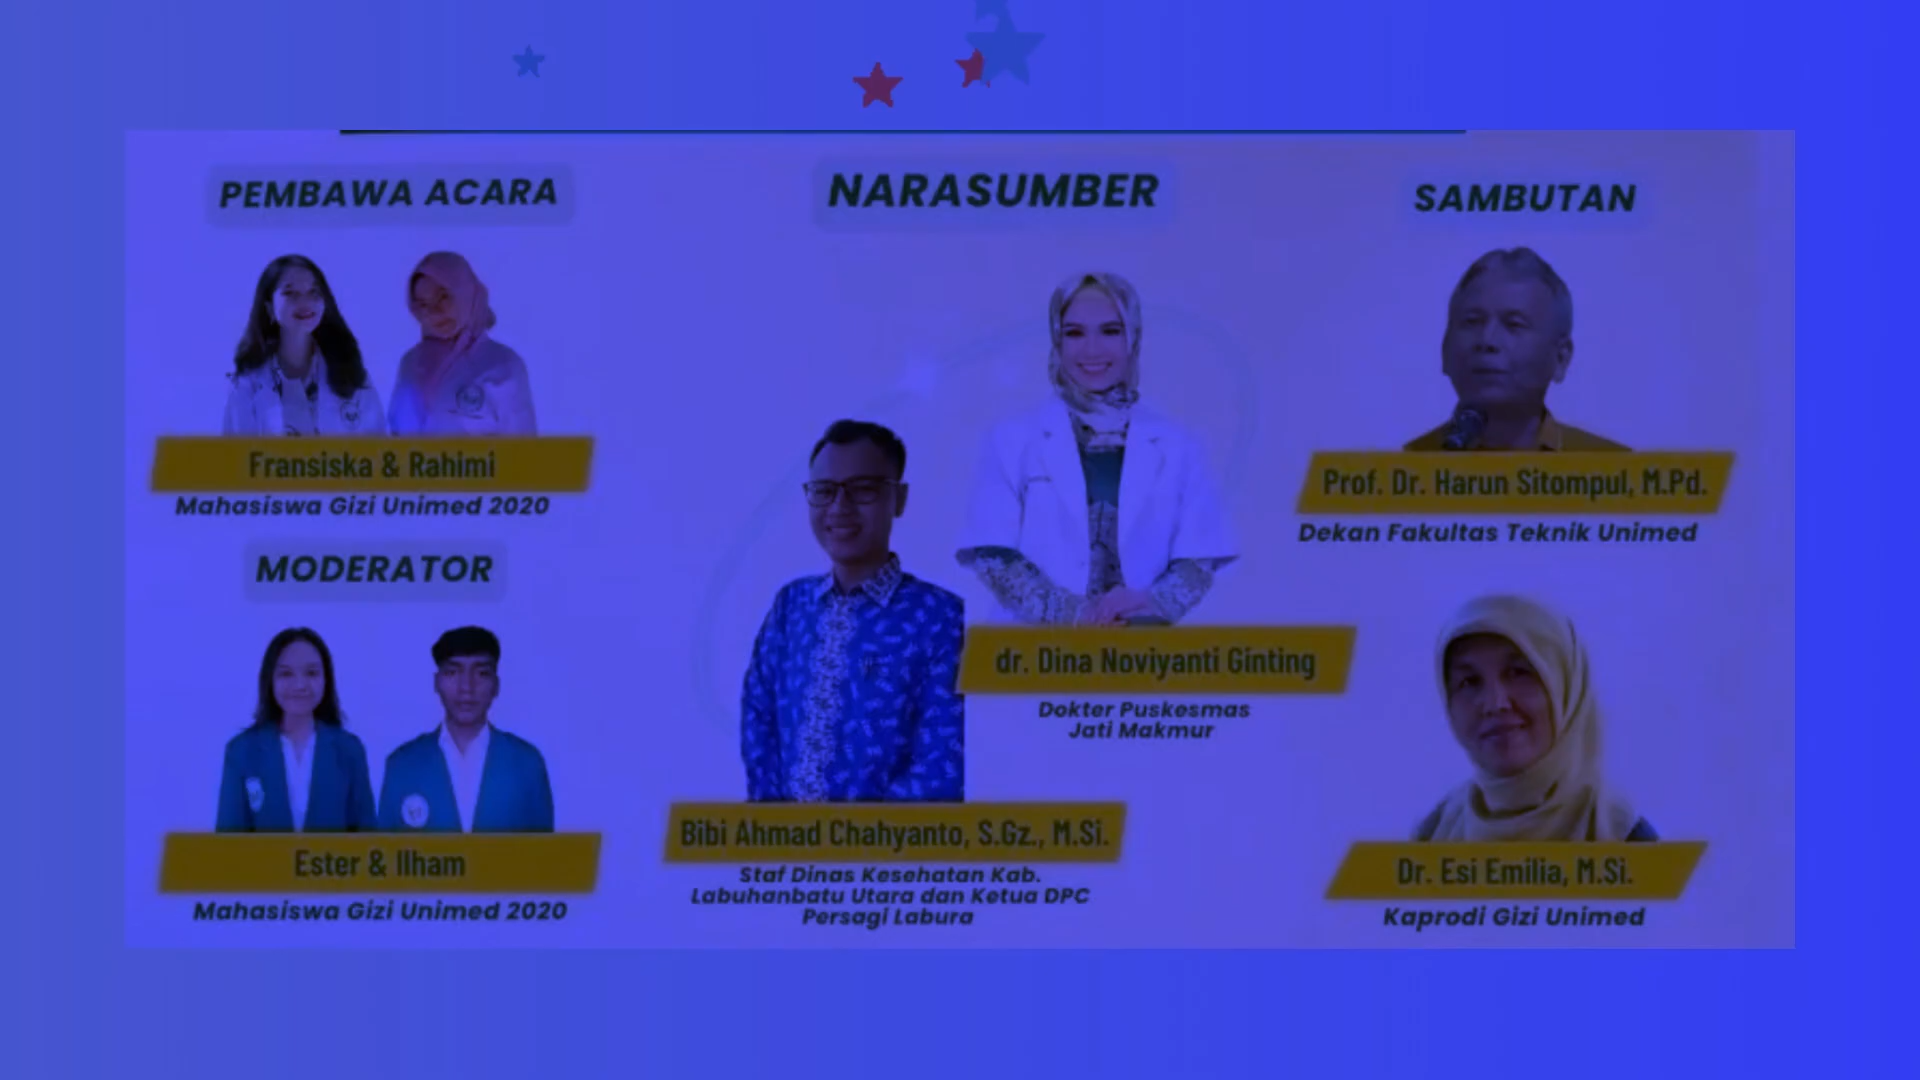 PEMBAWA ACARA
Fransiska & Rahimi
Mahasiswa Gizi Unimed 2020
MODERATOR
Ester & Ilham
Mahasiswa Gizi Unimed 2020
NARASUMBER
dr. Dina Noviyanti Ginting
Dokter Puskesmas
Jati Makmur
Bibi Ahmad Chahyanto, S.Gz., M.Si.
Staf Dinas Kesehatan Kab.
Labuhanbatu Utara dan Ketua DPC
Persagi Labura
SAMBUTAN
Prof. Dr. Harun Sitompul, M.Pd.
Dekan Fakultas Teknik Unimed
Dr. Esi Emilia, M.Si.
Kaprodi Gizi Unimed